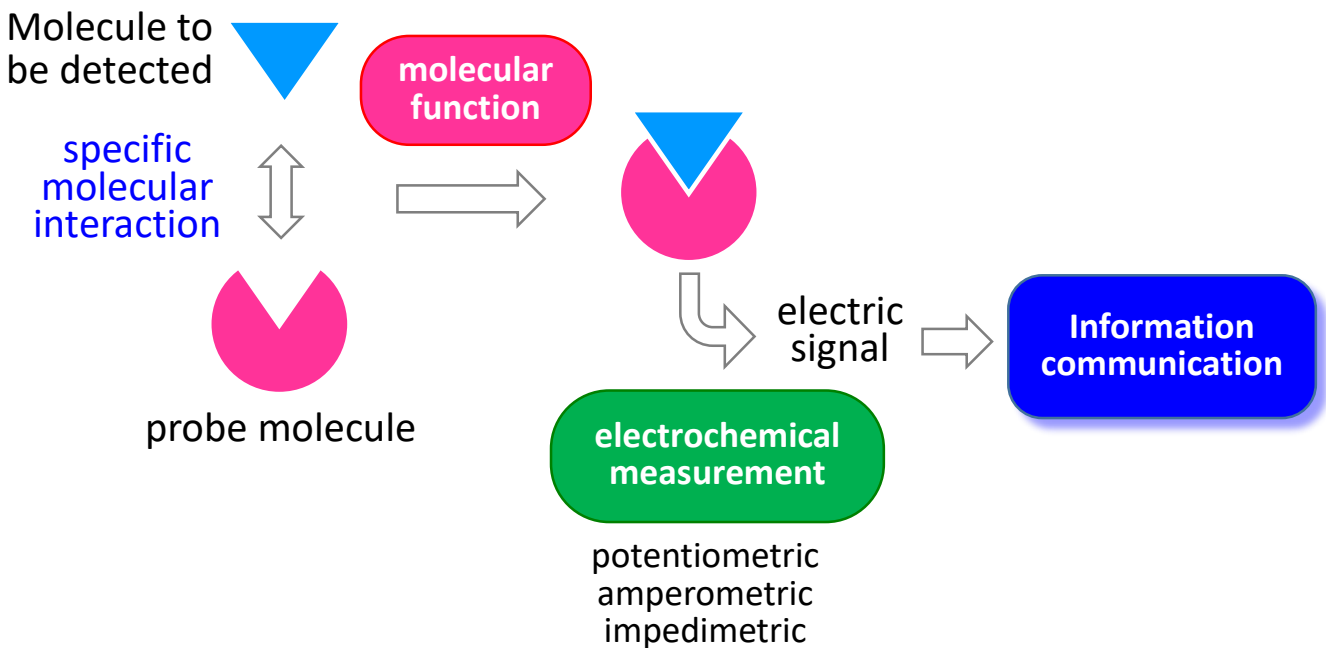 Molecule to
be detected
specific
molecular
interaction
probe molecule
molecular
function
electric
signal
electrochemical
measurement
potentiometric
amperometric
impedimetric
Information
communication